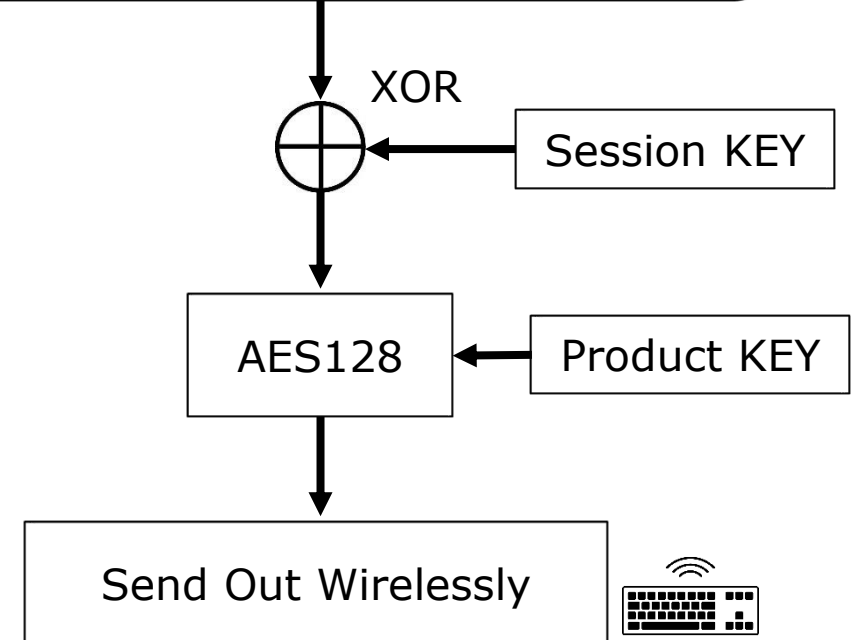 XOR
Session KEY
AES128
Product KEY
Send Out Wirelessly